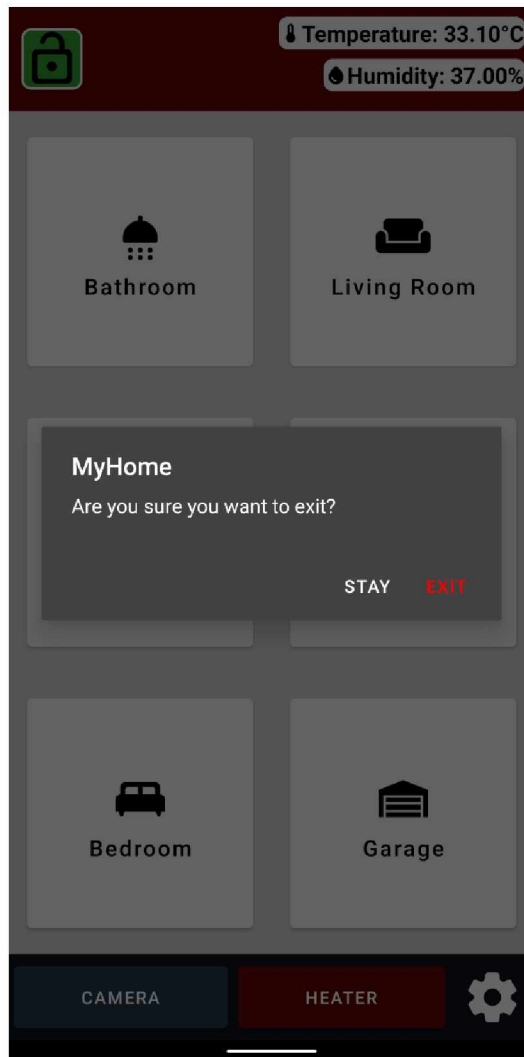 Temperature: 33.10°C
Humidity: 37.00%
Bathroom
Living Room
MyHome
Are you sure you want to exit?
STAY EXIT
Bedroom
Garage
CAMERA
HEATER